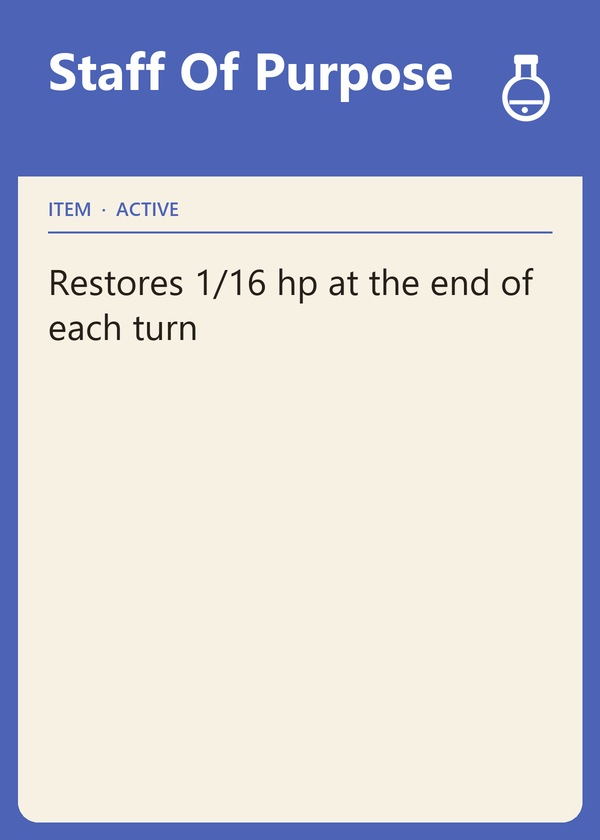 Staff Of Purpose
ITEM · ACTIVE
Restores 1/16 hp at the end of
each turn